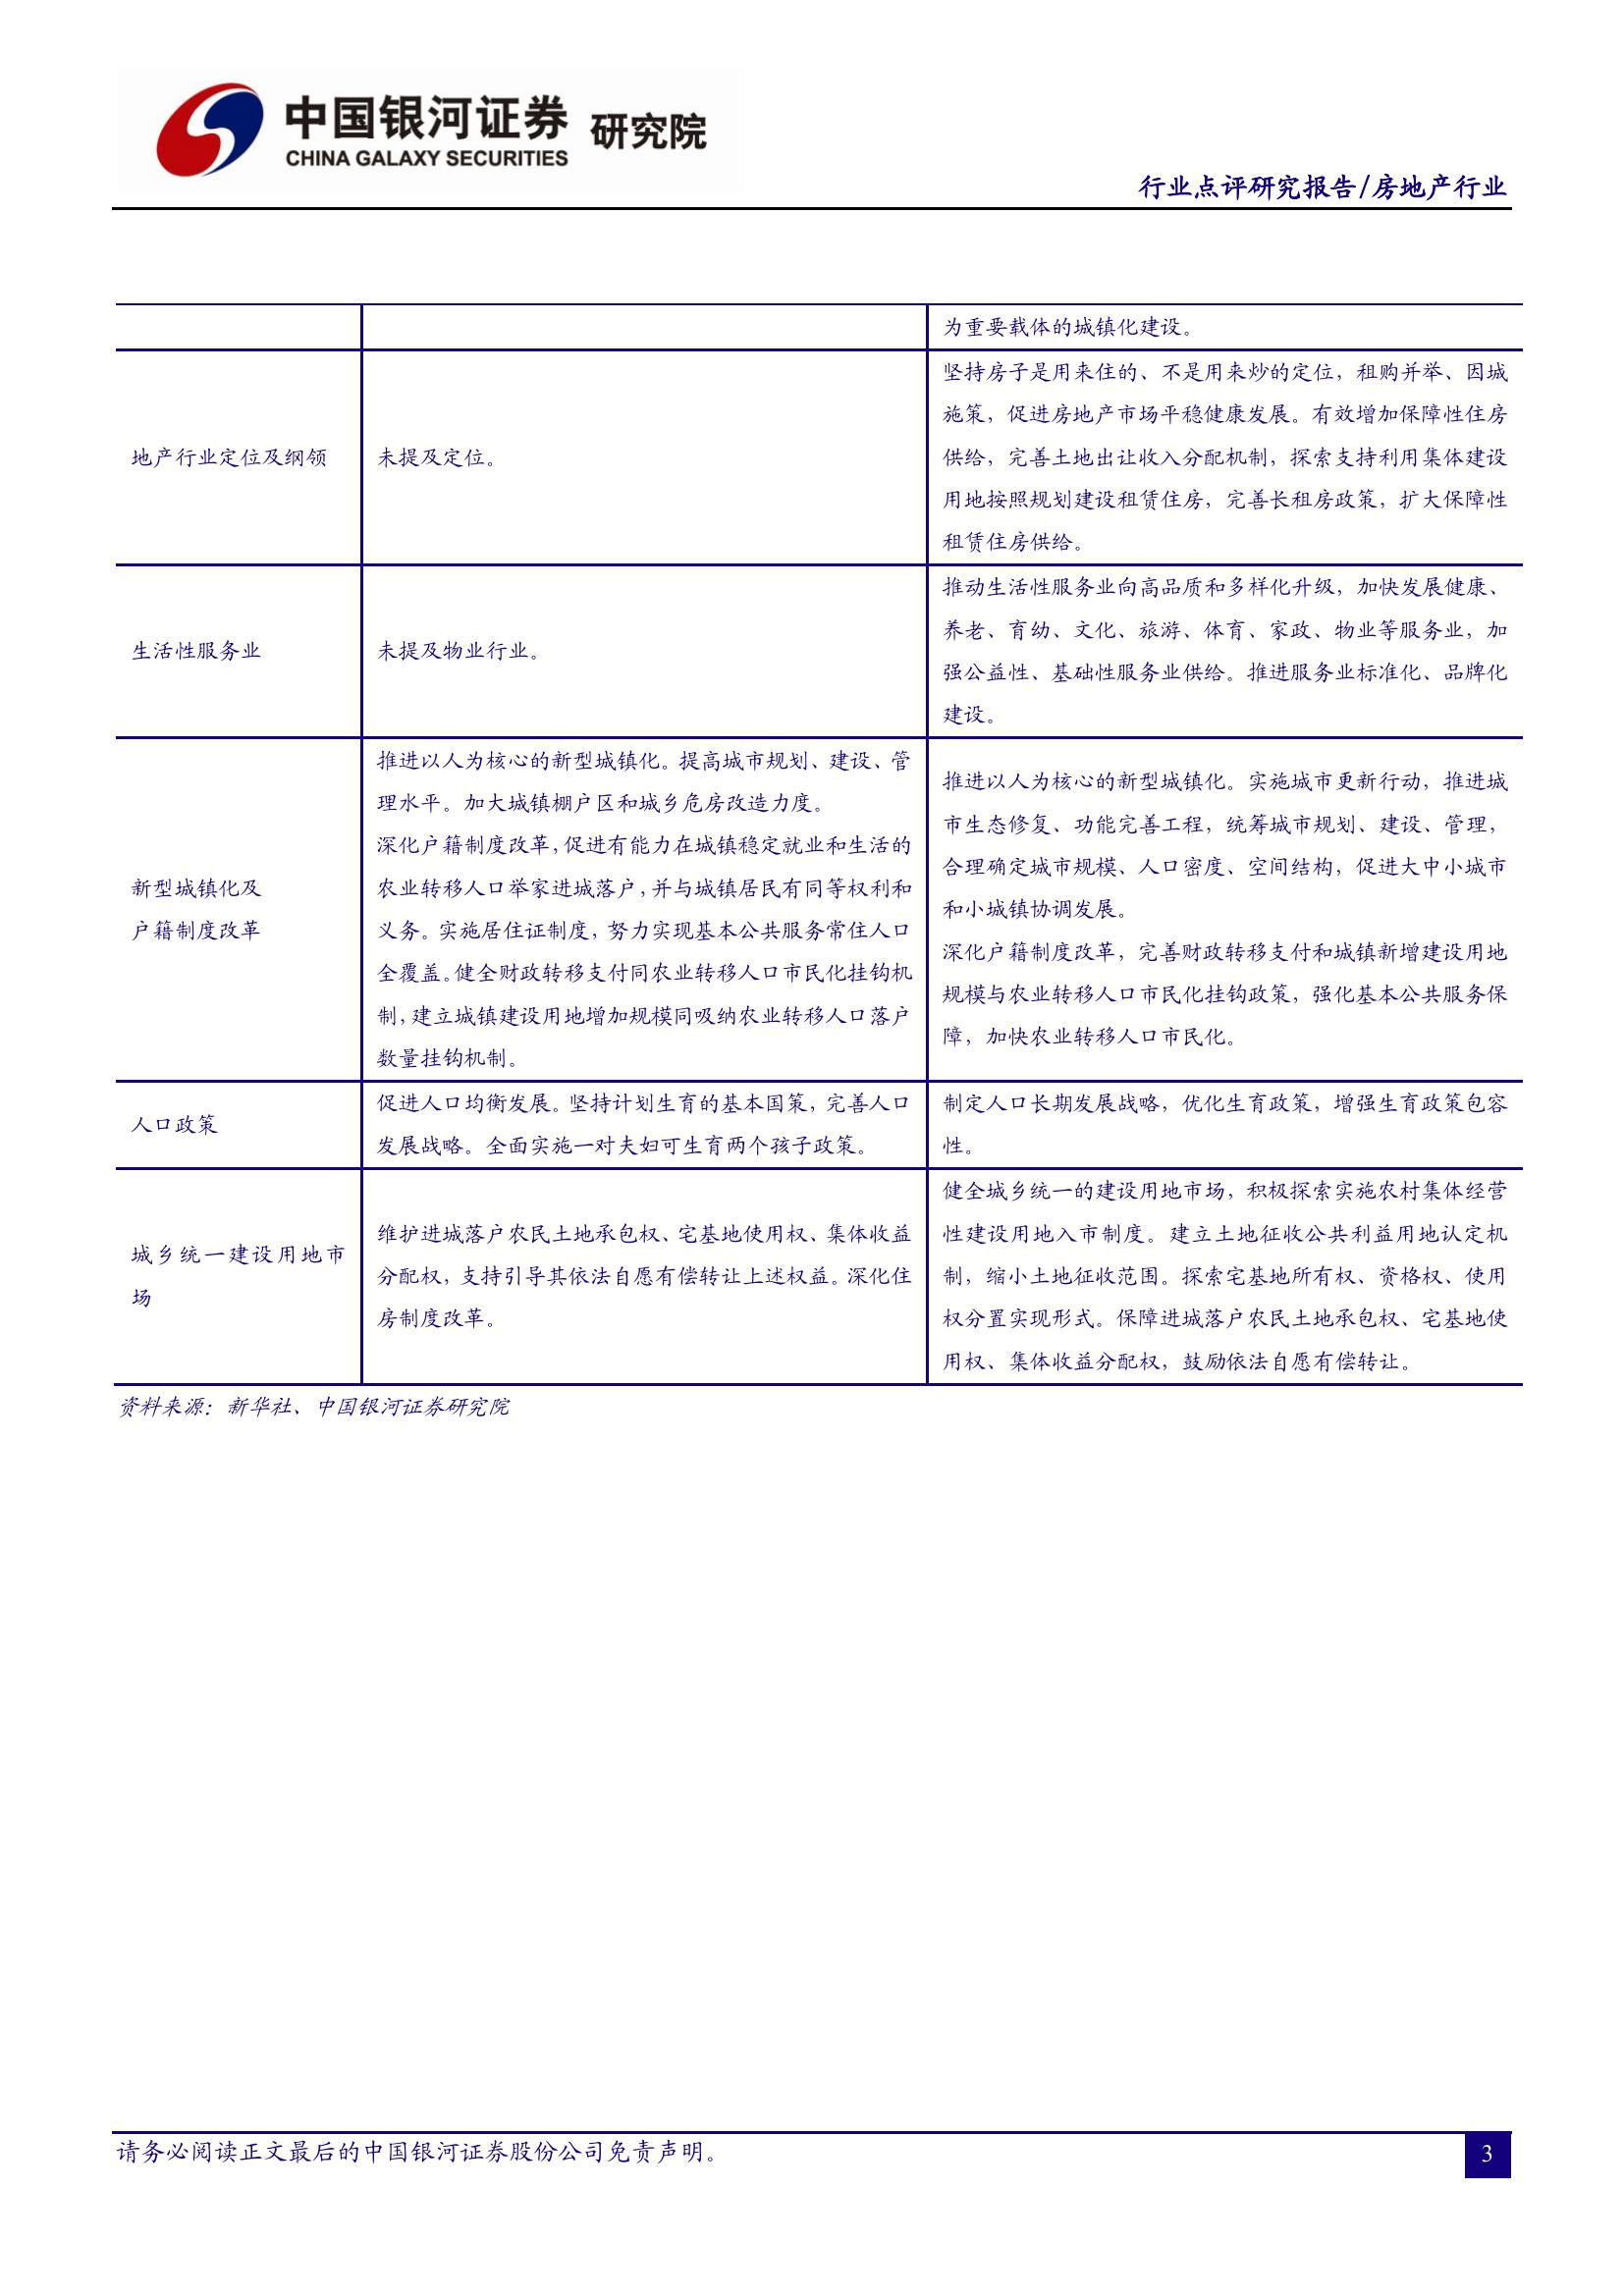 中国银河证券 研究院
CHINA GALAXY SECURITIES
行业点评研究报告/房地产行业
为重要载体的城镇化建设。
地产行业定位及纲领
未提及定位。
坚持房子是用来住的、不是用来炒的定位，租购并举、因城
施策，促进房地产市场平稳健康发展。有效增加保障性住房
供给，完善土地出让收入分配机制，探索支持利用集体建设
用地按照规划建设租赁住房，完善长租房政策，扩大保障性
租赁住房供给。
生活性服务业
未提及物业行业。
推动生活性服务业向高品质和多样化升级，加快发展健康、
养老、育幼、文化、旅游、体育、家政、物业等服务业，加
强公益性、基础性服务业供给。推进服务业标准化、品牌化
建设。
新型城镇化及
户籍制度改革
推进以人为核心的新型城镇化。提高城市规划、建设、管
理水平。加大城镇棚户区和城乡危房改造力度。
深化户籍制度改革，促进有能力在城镇稳定就业和生活的
农业转移人口举家进城落户，并与城镇居民有同等权利和
义务。实施居住证制度，努力实现基本公共服务常住人口
全覆盖。健全财政转移支付同农业转移人口市民化挂钩机
制，建立城镇建设用地增加规模同吸纳农业转移人口落户
数量挂钩机制。
推进以人为核心的新型城镇化。实施城市更新行动，推进城
市生态修复、功能完善工程，统筹城市规划、建设、管理，
合理确定城市规模、人口密度、空间结构，促进大中小城市
和小城镇协调发展。
深化户籍制度改革，完善财政转移支付和城镇新增建设用地
规模与农业转移人口市民化挂钩政策，强化基本公共服务保
障，加快农业转移人口市民化。
人口政策
促进人口均衡发展。坚持计划生育的基本国策，完善人口
发展战略。全面实施一对夫妇可生育两个孩子政策。
制定人口长期发展战略，优化生育政策，增强生育政策包容
性。
城乡统一建设用地市
场
维护进城落户农民土地承包权、宅基地使用权、集体收益
分配权，支持引导其依法自愿有偿转让上述权益。深化住
房制度改革。
健全城乡统一的建设用地市场，积极探索实施农村集体经营
性建设用地入市制度。建立土地征收公共利益用地认定机
制，缩小土地征收范围。探索宅基地所有权、资格权、使用
权分置实现形式。保障进城落户农民土地承包权、宅基地使
用权、集体收益分配权，鼓励依法自愿有偿转让。
资料来源：新华社、中国银河证券研究院
请务必阅读正文最后的中国银河证券股份公司免责声明。
3